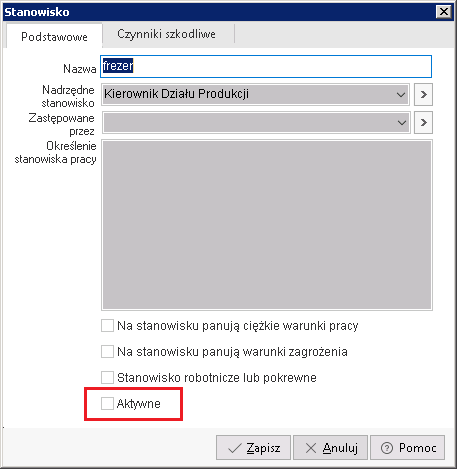 Stanowisko
Podstawowe
Czynniki szkodliwe
Nazwa
frezer
Nadrzędne
stanowisko
Kierownik Działu Produkcji
Zastępowane
przez
Określenie
stanowiska pracy
Na stanowisku panują ciężkie warunki pracy
Na stanowisku panują warunki zagrożenia
Stanowisko robotnicze lub pokrewne
Aktywne
Zapisz
Anuluj
Pomoc